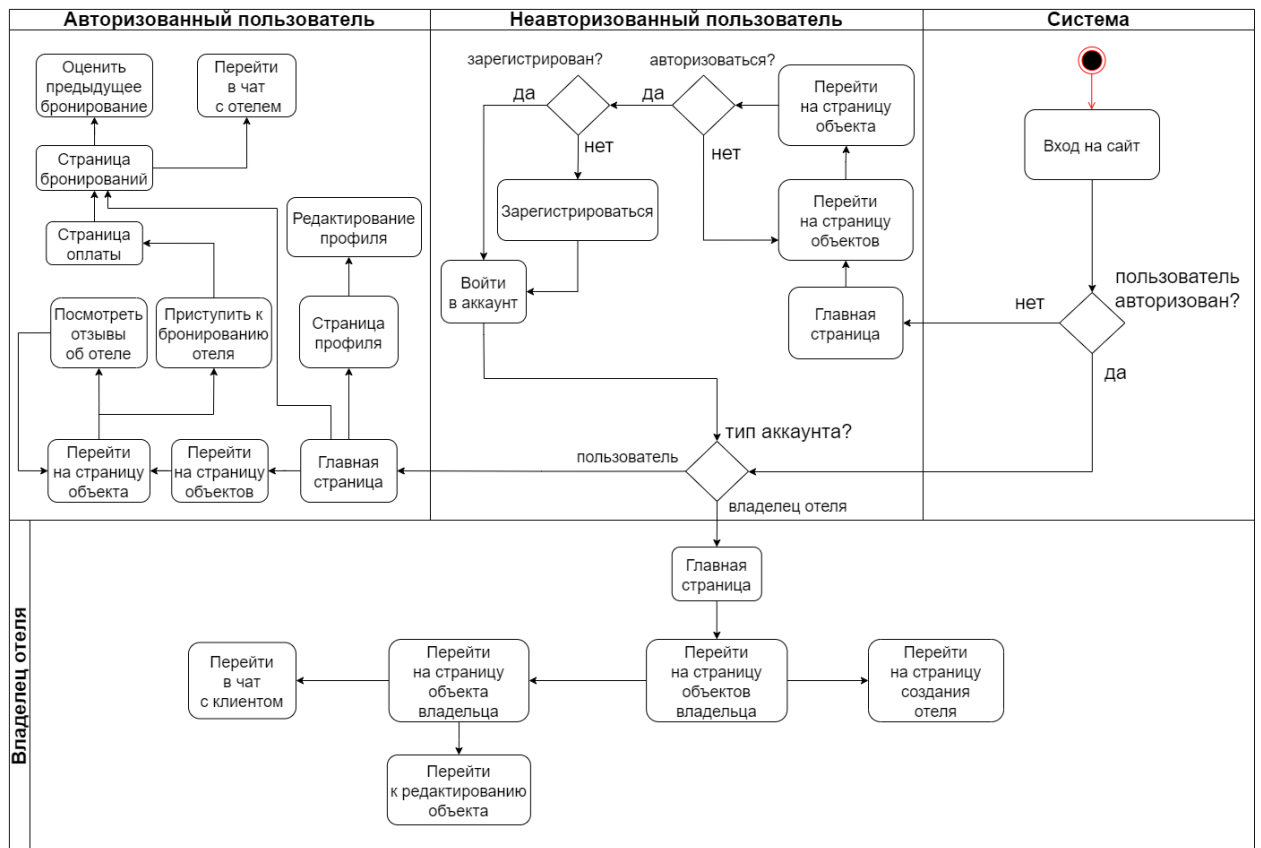 Авторизованный пользователь
Неавторизованный пользователь
Система
Оценить
предыдущее
бронирование
Перейти
в чат
с отелем
Страница
бронирований
Страница
оплаты
Редактирование
профиля
Посмотреть
отзывы
об отеле
Приступить к
бронированию
отеля
Страница
профиля
Перейти
на страницу
объекта
Перейти
на страницу
объектов
Главная
страница
зарегистрирован?
авторизоваться?
да
да
нет
нет
Перейти
на страницу
объекта
Зарегистрироваться
Перейти
на страницу
объектов
Войти
в аккаунт
Главная
страница
тип аккаунта?
пользователь
владелец отеля
Вход на сайт
пользователь
авторизован?
нет
да
Владелец отеля
Главная
страница
Перейти
в чат
с клиентом
Перейти
на страницу
объекта
владельца
Перейти
на страницу
объектов
владельца
Перейти
на страницу
создания
отеля
Перейти
к редактированию
объекта